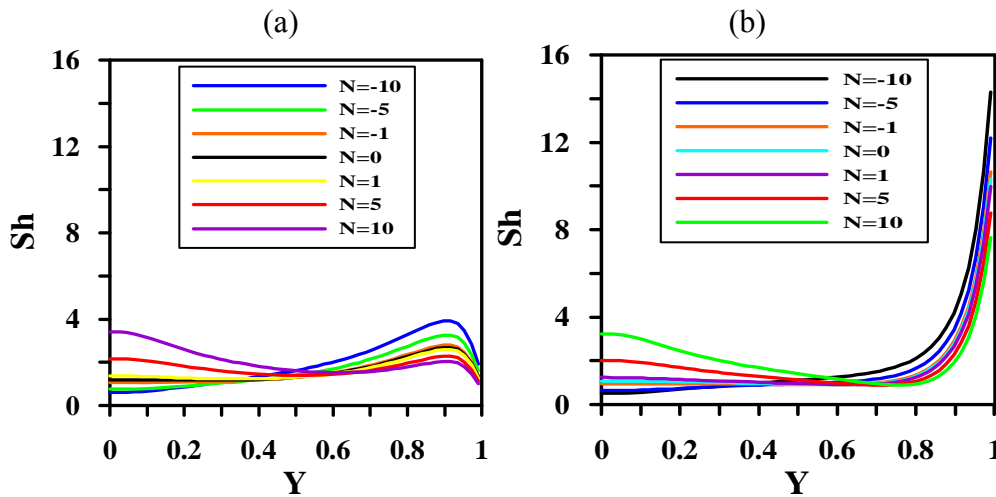 (a)
16
12
8
4
0
Sh
N=-10
N=-5
N=-1
N=0
N=1
N=5
N=10
0 0.2 0.4 0.6 0.8 1
Y
(b)
16
12
8
4
0
Sh
N=-10
N=-5
N=-1
N=0
N=1
N=5
N=10
0 0.2 0.4 0.6 0.8 1
Y